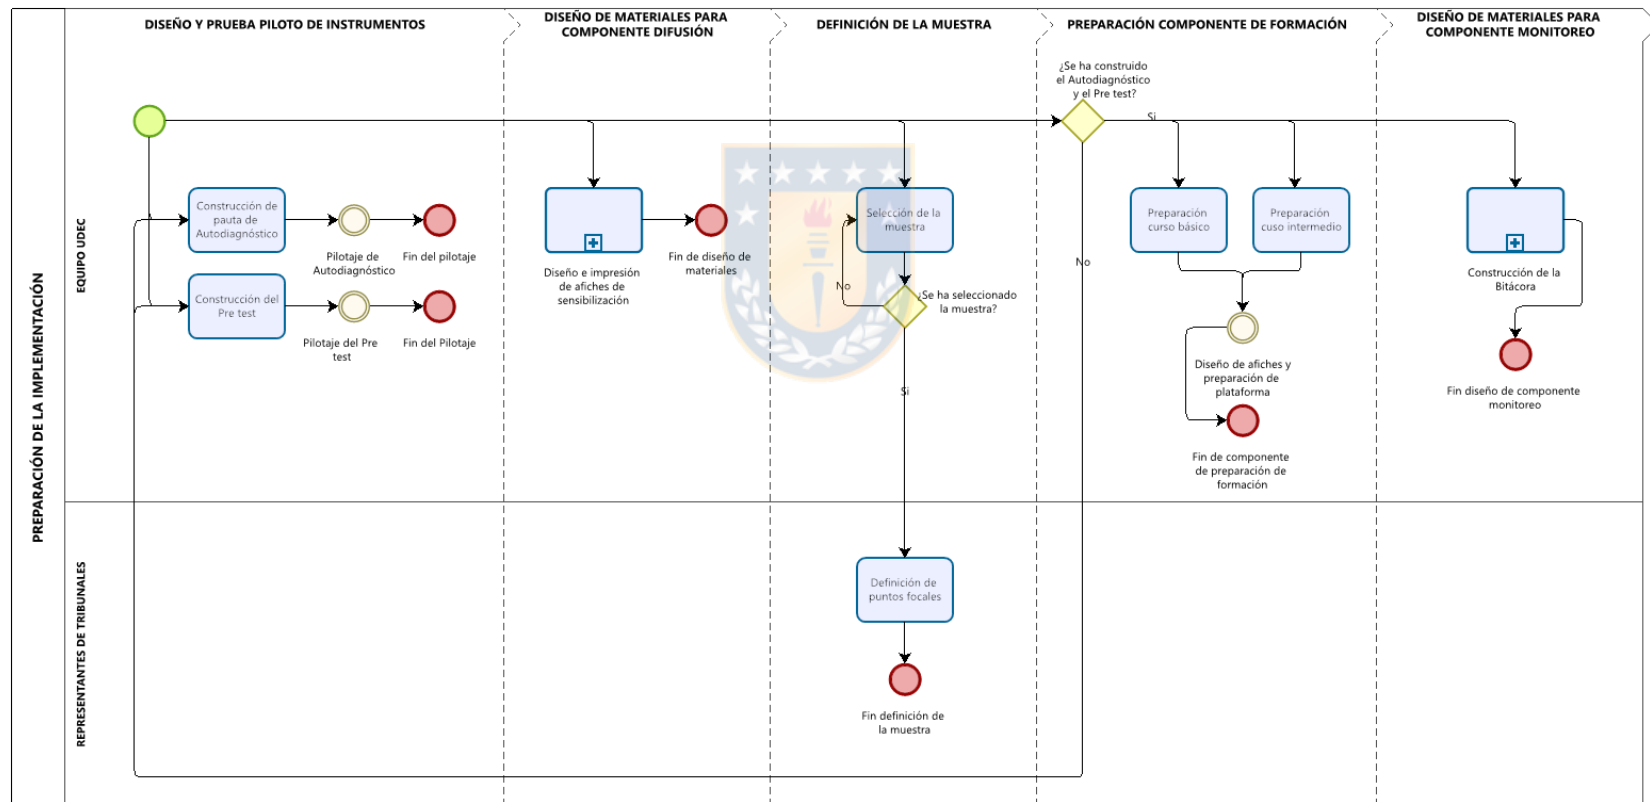 DISEÑO Y PRUEBA PILOTO DE INSTRUMENTOS
DISEÑO DE MATERIALES PARA
COMPONENTE DIFUSIÓN
DEFINICIÓN DE LA MUESTRA
PREPARACIÓN COMPONENTE DE FORMACIÓN
DISEÑO DE MATERIALES PARA
COMPONENTE MONITOREO
PREPARACIÓN DE LA IMPLEMENTACIÓN
EQUIPO UDEC
Construcción de
pauta de
Autodiagnóstico
Pilotaje de
Autodiagnóstico
Fin del pilotaje
Construcción del
Pre test
Pilotaje del Pre
test
Fin del Pilotaje
Diseño e impresión
de afiches de
sensibilización
Fin de diseño de
materiales
Selección de la
muestra
No
¿Se ha seleccionado
la muestra?
Si
¿Se ha construido
el Autodiagnóstico
y el Pre test?
Si
No
Preparación
curso básico
Preparación
cuso intermedio
Diseño de afiches y
preparación de
plataforma
Fin de componente
de preparación de
formación
Construcción de la
Bitácora
Fin diseño de componente
monitoreo
REPRESENTANTES DE TRIBUNALES
Definición de
puntos focales
Fin definición de
la muestra